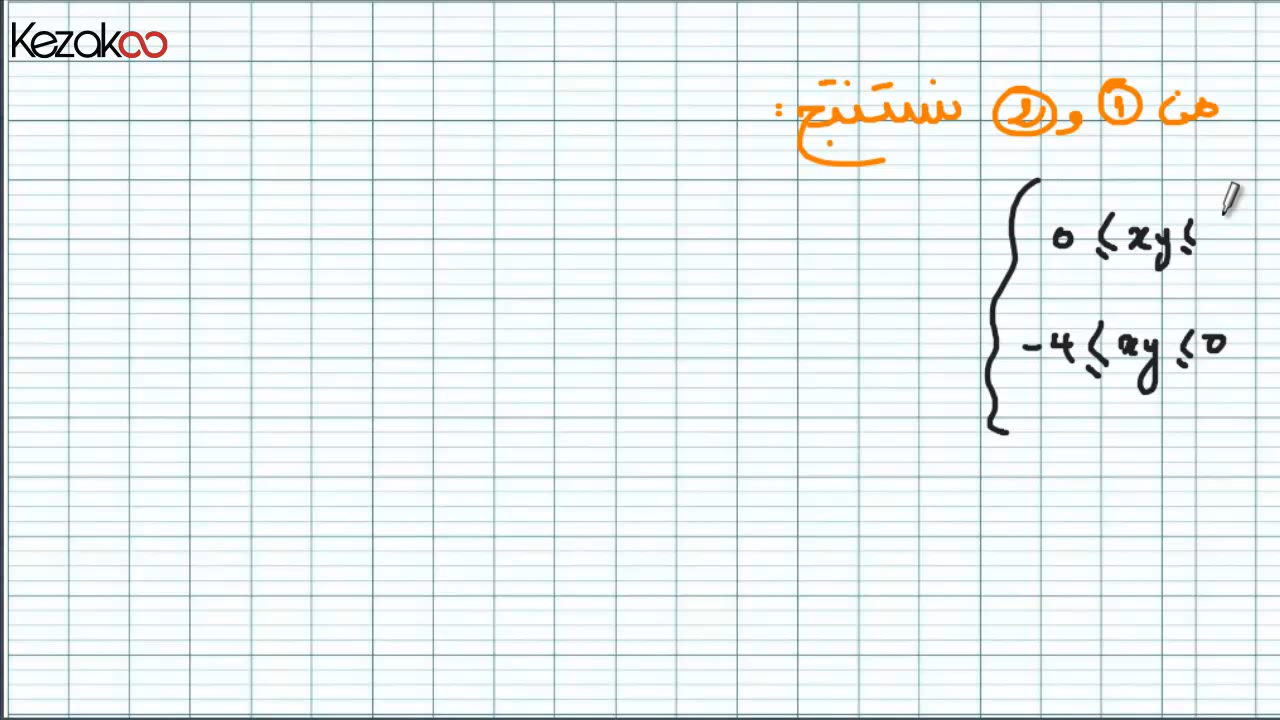 Kezakoo
من ① و ② نستنتج :
0 ≤ xy ≤
-4 ≤ xy ≤ 0